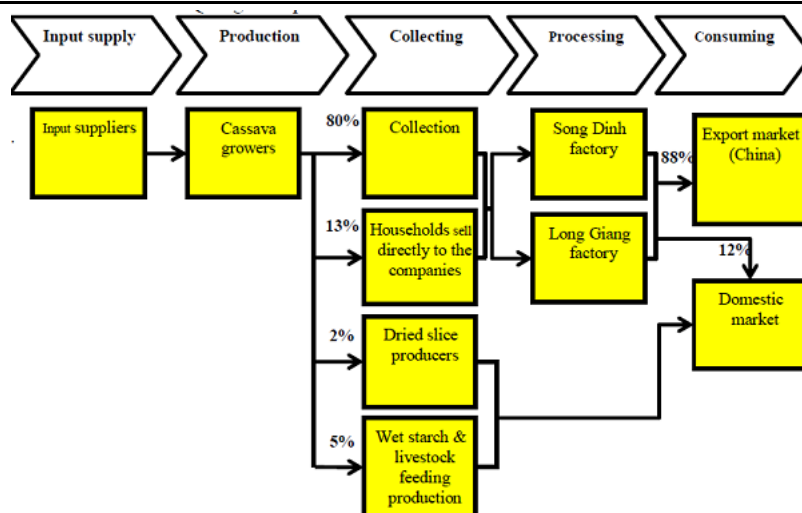 Input supply
Production
Collecting
Processing
Consuming
Input suppliers
Cassava
growers
80%
Collection
Song Dinh
factory
88%
Export market
(China)
13%
Households sell
directly to the
companies
Long Giang
factory
12%
Domestic
market
2%
Dried slice
producers
5%
Wet starch &
livestock
feeding
production